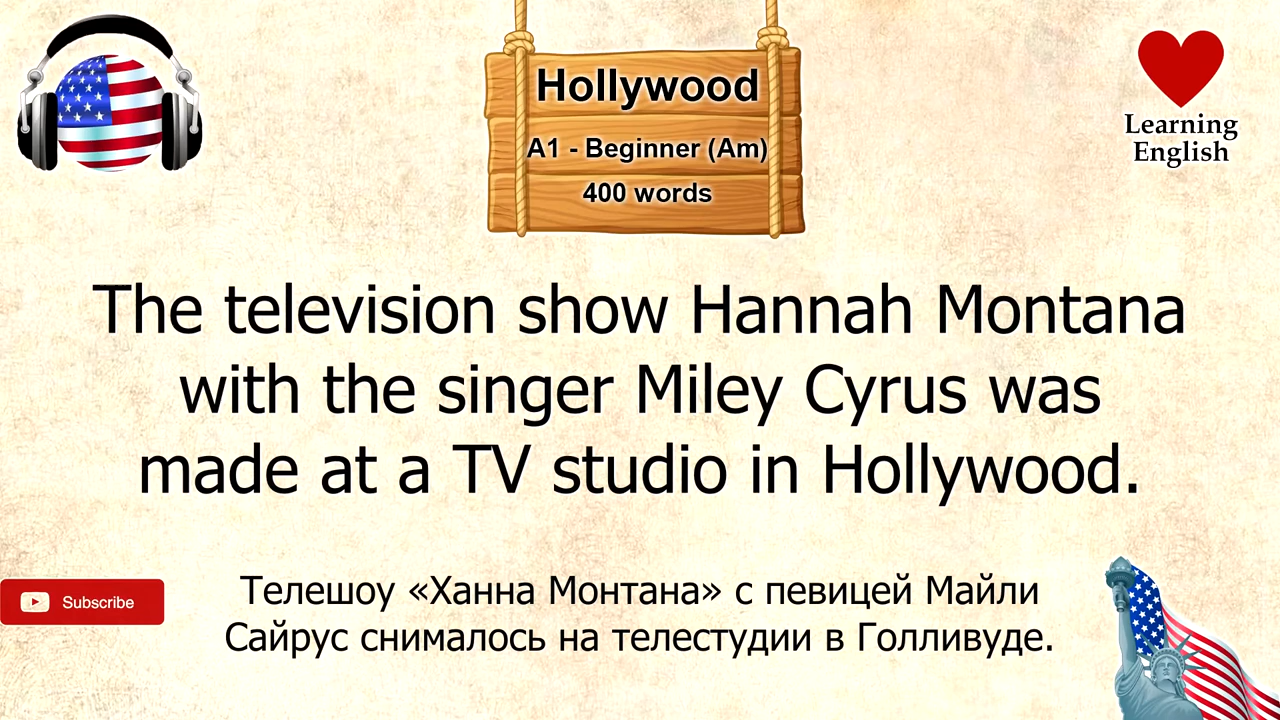 Hollywood
A1 - Beginner (Am)
400 words
Learning
English
The television show Hannah Montana
with the singer Miley Cyrus was
made at a TV studio in Hollywood.
Телешоу «Ханна Монтана» с певицей Майли
Сайрус снималось на телестудии в Голливуде.
Subscribe